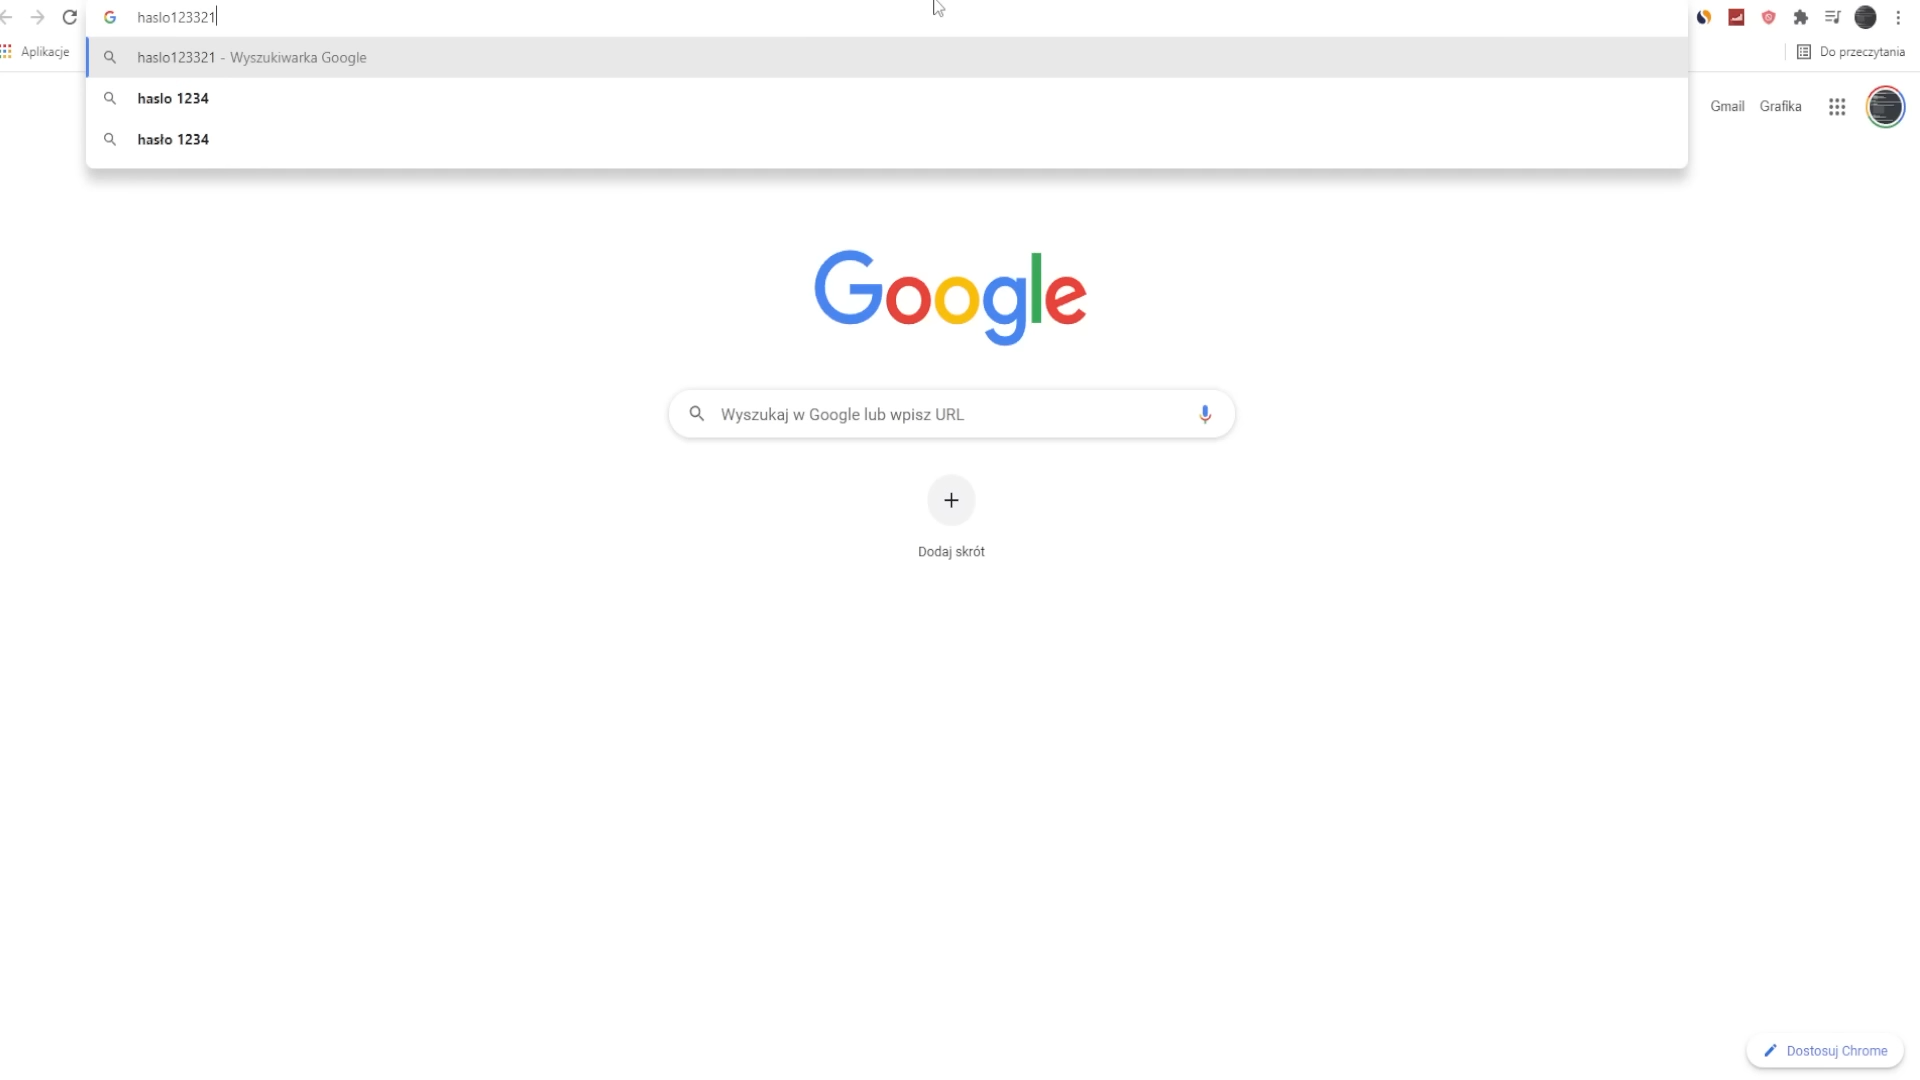 haslo123321
Aplikacje
haslo123321 - Wyszukiwarka Google
Do przeczytania
haslo 1234
hasło 1234
Gmail Grafika
Google
Wyszukaj w Google lub wpisz URL
Dodaj skrót
Dostosuj Chrome